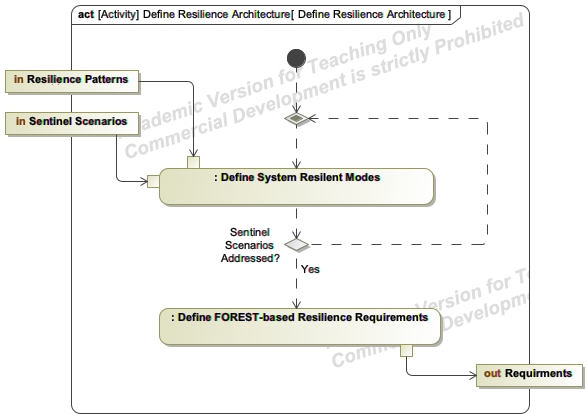 act [Activity] Define Resilience Architecture[ Define Resilience Architecture ]
Academic Version for Teaching Only
Commercial Development is strictly Prohibited
in Resilience Patterns
in Sentinel Scenarios
: Define System Resilent Modes
Sentinel
Scenarios
Addressed?
Yes
: Define FOREST-based Resilience Requirements
Version for T
Comm
Developm
out Requirments